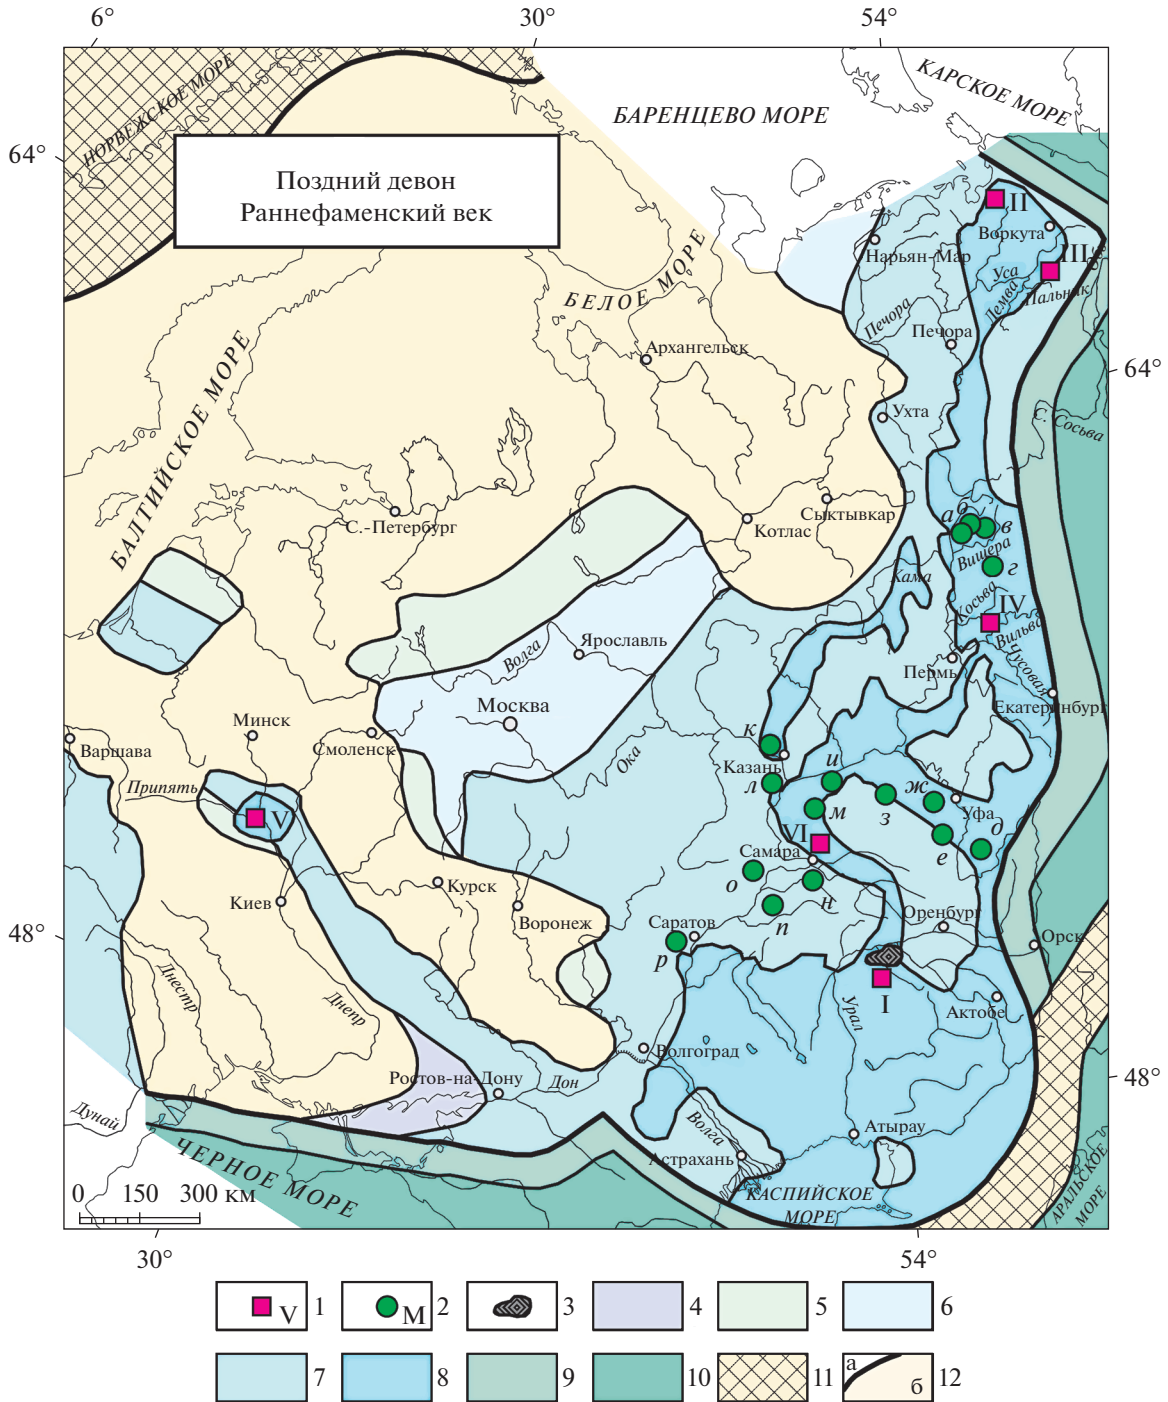 6°
30°
54°
64°
НОРВЕЖСКОЕ МОРЕ
БАРЕНЦЕВО МОРЕ
КАРСКОЕ МОРЕ
Поздний девон
Раннефаменский век
II
Воркута
III
Нарьян-Мар
Уса
Лемва
Пальник
БЕЛОЕ МОРЕ
Печора
Печора
Архангельск
64°
БАЛТИЙСКОЕ МОРЕ
Ухта
С. Сосьва
С.-Петербург
Сыктывкар
Котлас
а
б
в
Вишера
г
Кама
Косьва
IV
Вильва
Чусовая
Ярославль
Волга
Пермь
Москва
Екатеринбург
Минск
Смоленск
Варшава
Ока
к
Казань
и
л
Припять
ж
з
м
Уфа
V
VI
д
е
Самара
о
н
Курск
Киев
Воронеж
Оренбург
п
Саратов
48°
р
Орск
Днестр
Днепр
I
Урал
Актобе
Волгоград
Ростов-на-Дону
Дон
48°
Дунай
Волга
Атырау
Астрахань
ЧЕРНОЕ МОРЕ
КАСПИЙСКОЕ
МОРЕ
АРАЛЬСКОЕ
МОРЕ
0 150 300 км
30°
54°
V 1 М 2 3 4 5 6
7 8 9 10 11 а б 12